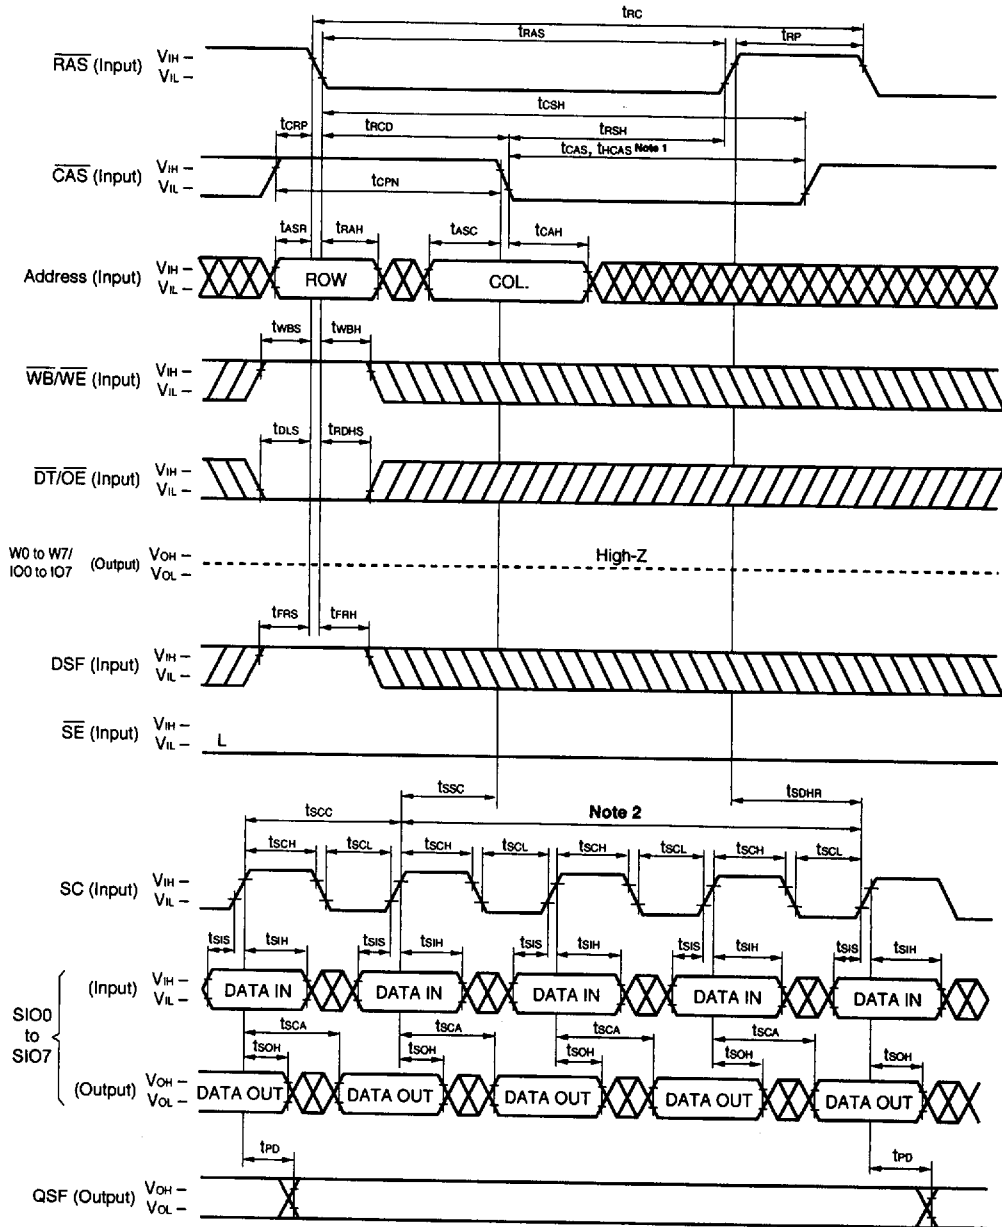 tRC
tRAS
tRP
RAS (Input) VIH –
VIL –
tCSH
tCRP
tRCD
tRSH
tCAS, tHCAS Note 1
CAS (Input) VIH –
VIL –
tCPN
tASR
tRAH
tASC
tCAH
Address (Input) VIH –
VIL –
ROW
COL.
tWBS
tWBH
WB/WE (Input) VIH –
VIL –
tDLS
tRDHS
DT/OE (Input) VIH –
VIL –
W0 to W7/
IO0 to IO7
(Output)
VOH –
VOL –
High-Z
tFRS
tFRH
DSF (Input) VIH –
VIL –
SE (Input) VIH –
VIL –
L
tSSC
tSDHR
tSCC
Note 2
tSCH tSCL tSCH tSCL tSCH tSCL tSCH tSCL
SC (Input) VIH –
VIL –
tSIS tSIH tSIS tSIH tSIS tSIH tSIS tSIH tSIS tSIH
SIO0
to
SIO7
(Input) VIH –
VIL –
DATA IN DATA IN DATA IN DATA IN DATA IN
tSCA tSCA tSCA tSCA
tSOH tSOH tSOH tSOH tSOH
(Output) VOH –
VOL –
DATA OUT DATA OUT DATA OUT DATA OUT DATA OUT
tPD
tPD
QSF (Output) VOH –
VOL –